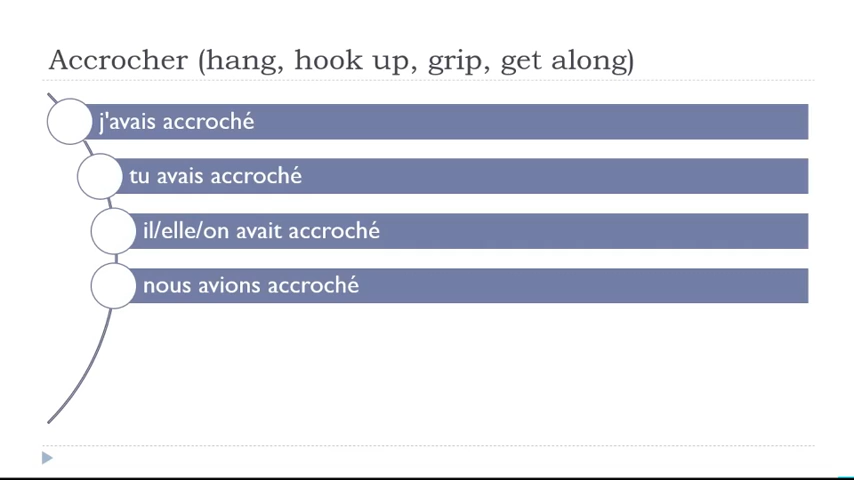 Accrocher (hang, hook up, grip, get along)
j'avais accroché
tu avais accroché
il/elle/on avait accroché
nous avions accroché